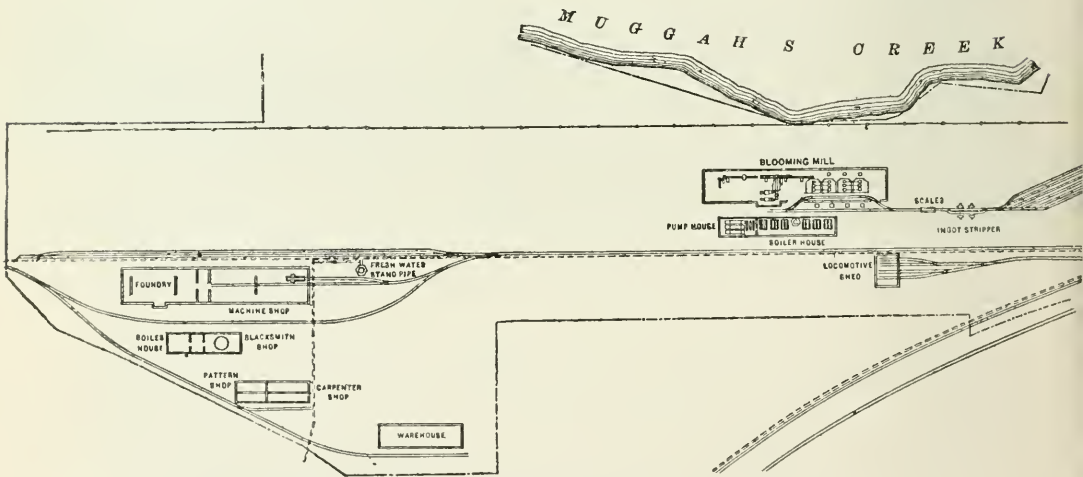 MUGGAHS CREEK
BLOOMING MILL
SCALES
PUMP HOUSE
INGOT STRIPPER
BOILER HOUSE
FRESH WATER
STAND PIPE
LOCOMOTIVE
SHED
FOUNDRY
MACHINE SHOP
BOILER
HOUSE
BLACKSMITH
SHOP
PATTERN
SHOP
CARPENTER
SHOP
WAREHOUSE